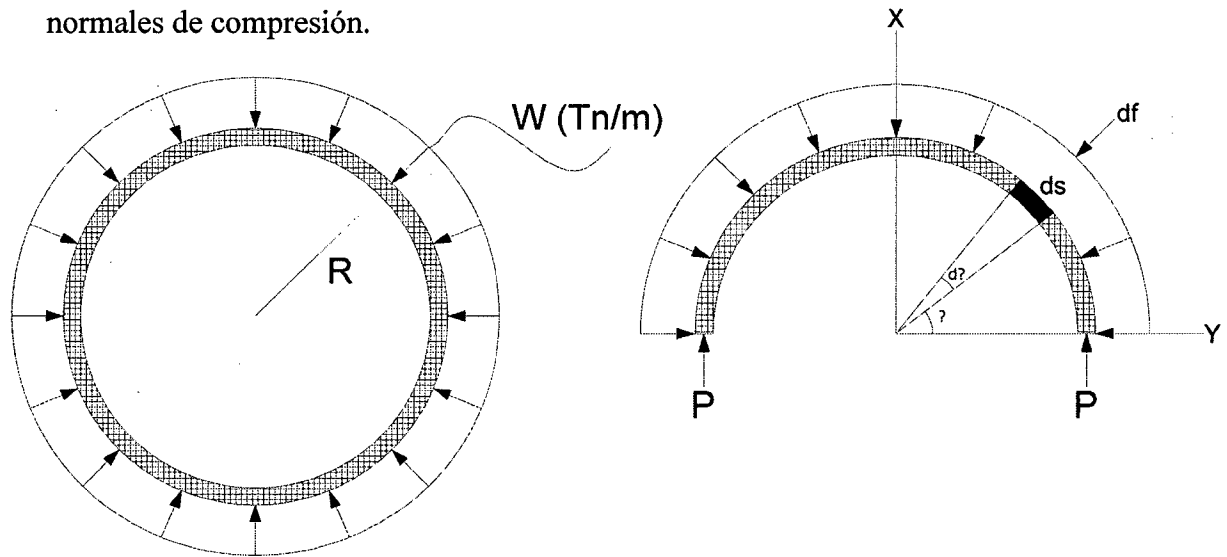 normales de compresión.
W (Tn/m)
R
X
df
ds
d?
?
Y
P
P